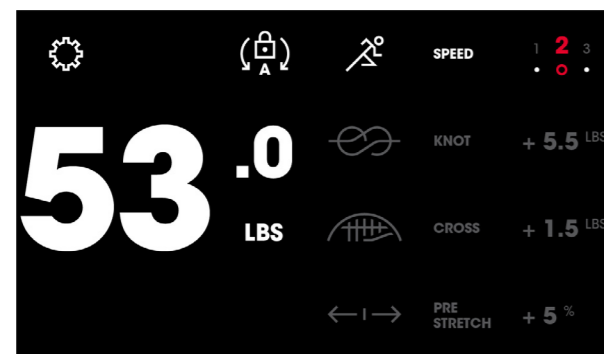 A
SPEED
1 2 3
53.0
LBS
KNOT
+ 5.5 LBS
CROSS
+ 1.5 LBS
PRE
STRETCH
+ 5 %